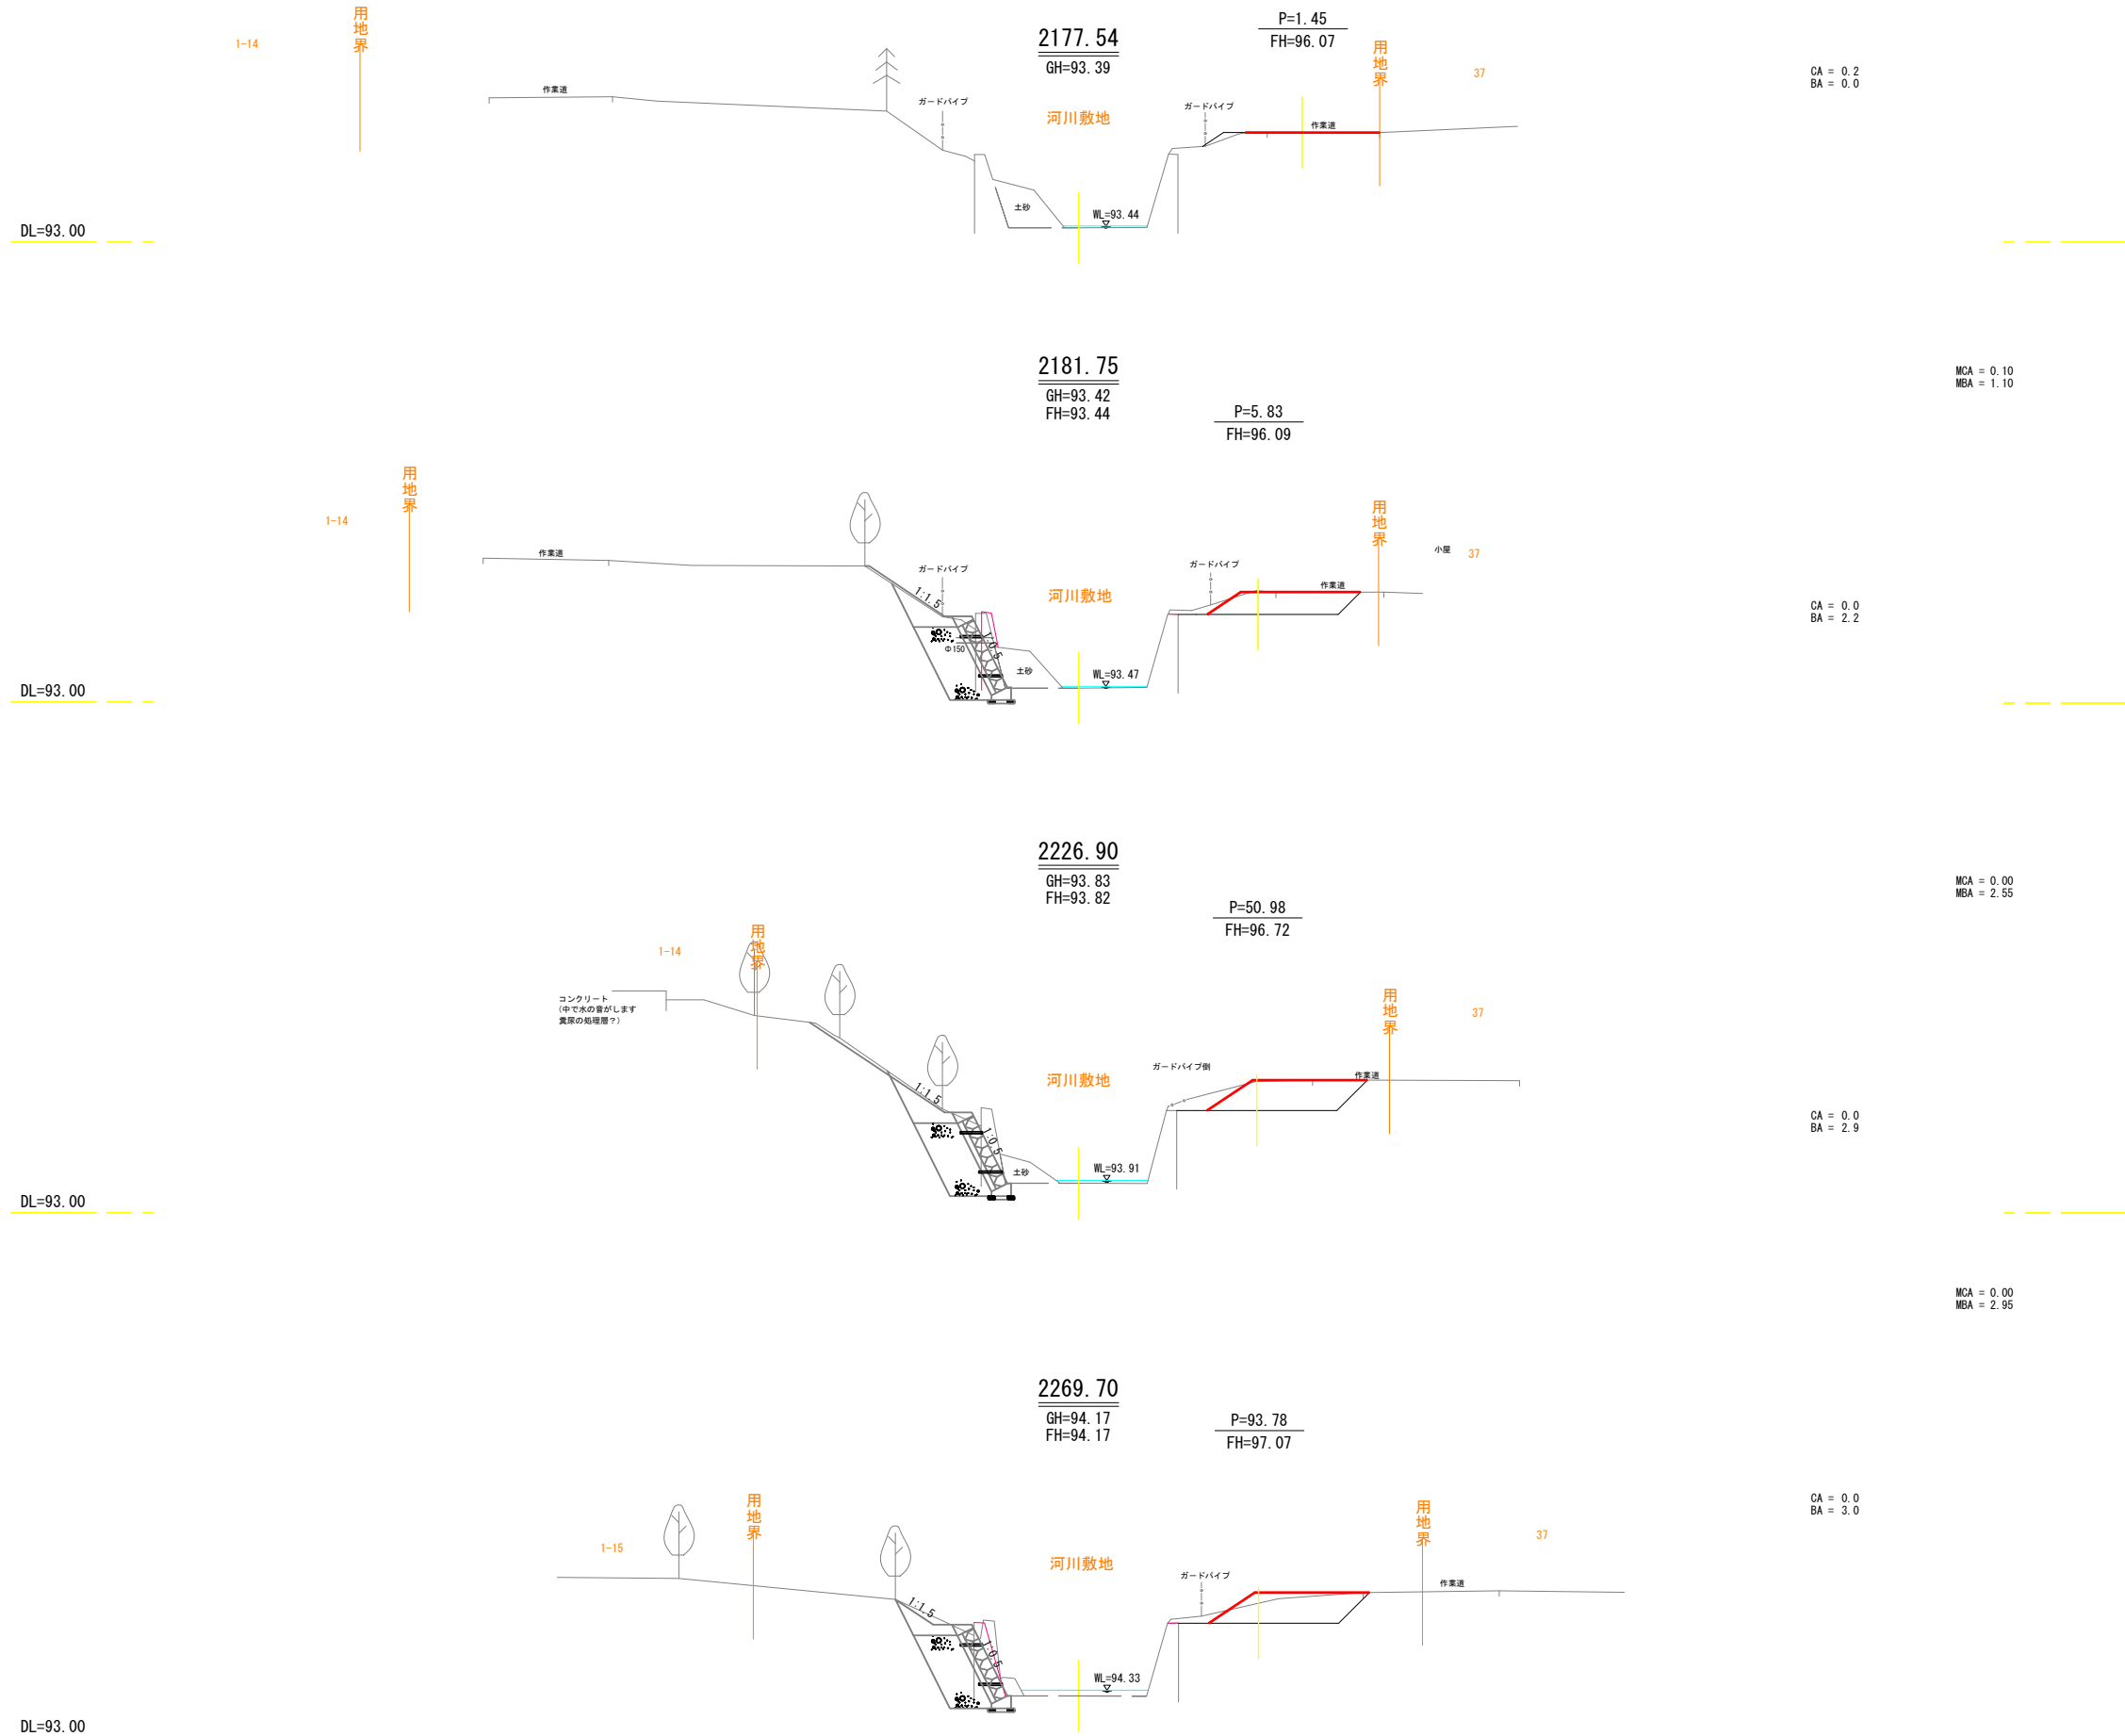 用地界
1-14
2177.54
GH=93.39
P=1.45
FH=96.07
用地界
37
CA = 0.2
BA = 0.0
作業道
ガードパイプ
河川敷地
ガードパイプ
作業道
土砂
WL=93.44
DL=93.00
2181.75
GH=93.42
FH=93.44
P=5.83
FH=96.09
MCA = 0.10
MBA = 1.10
用地界
1-14
用地界
小屋
37
作業道
ガードパイプ
河川敷地
ガードパイプ
作業道
1:1.5
1:0.5
Φ150
土砂
WL=93.47
CA = 0.0
BA = 2.2
DL=93.00
2226.90
GH=93.83
FH=93.82
P=50.98
FH=96.72
MCA = 0.00
MBA = 2.55
1-14
用地界
コンクリート
(中で水の音がします
糞尿の処理層?)
用地界
37
河川敷地
ガードパイプ側
作業道
1:1.5
1:0.5
土砂
WL=93.91
CA = 0.0
BA = 2.9
DL=93.00
MCA = 0.00
MBA = 2.95
2269.70
GH=94.17
FH=94.17
P=93.78
FH=97.07
CA = 0.0
BA = 3.0
用地界
1-15
用地界
37
河川敷地
ガードパイプ
作業道
1:1.5
1:0.5
WL=94.33
DL=93.00